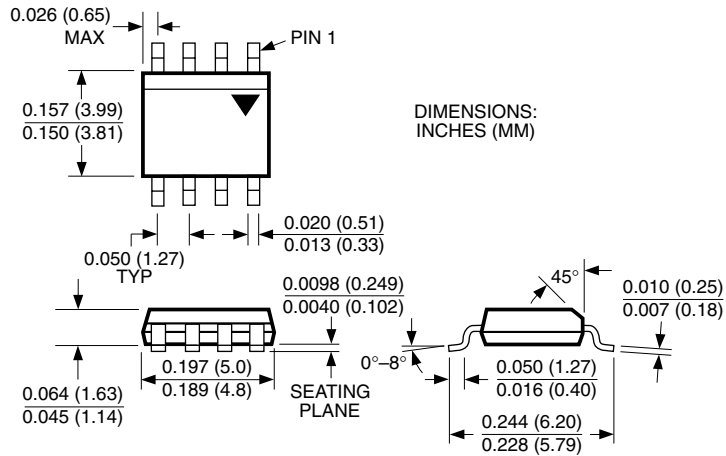 0.026 (0.65)
MAX
PIN 1
0.157 (3.99)
0.150 (3.81)
DIMENSIONS:
INCHES (MM)
0.050 (1.27)
TYP
0.020 (0.51)
0.013 (0.33)
0.0098 (0.249)
0.0040 (0.102)
45°
0.010 (0.25)
0.007 (0.18)
0°–8°
0.064 (1.63)
0.045 (1.14)
0.197 (5.0)
0.189 (4.8)
SEATING
PLANE
0.050 (1.27)
0.016 (0.40)
0.244 (6.20)
0.228 (5.79)